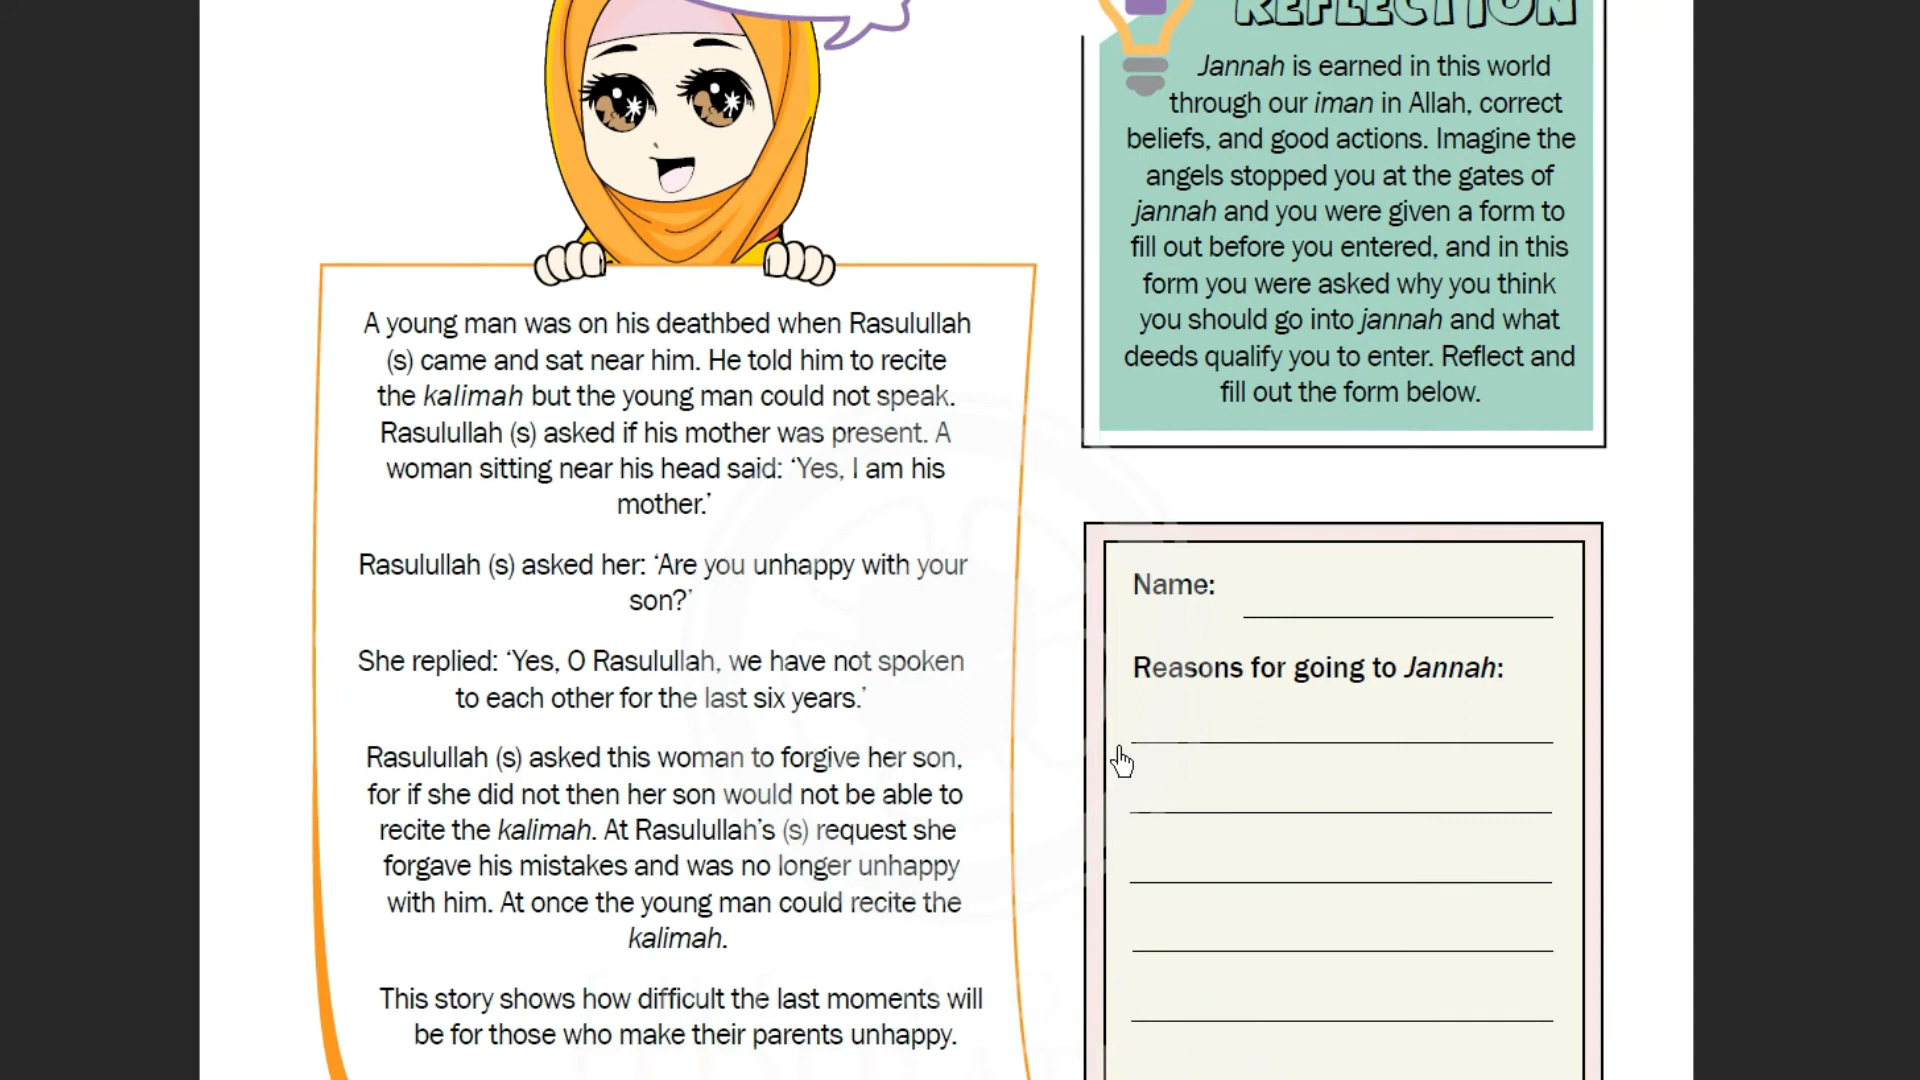 A young man was on his deathbed when Rasulullah
(s) came and sat near him. He told him to recite
the kalimah but the young man could not speak.
Rasulullah (s) asked if his mother was present. A
woman sitting near his head said: ‘Yes, I am his
mother.’
Rasulullah (s) asked her: ‘Are you unhappy with your
son?’
She replied: ‘Yes, O Rasulullah, we have not spoken
to each other for the last six years.’
Rasulullah (s) asked this woman to forgive her son,
for if she did not then her son would not be able to
recite the kalimah. At Rasulullah’s (s) request she
forgave his mistakes and was no longer unhappy
with him. At once the young man could recite the
kalimah.
This story shows how difficult the last moments will
be for those who make their parents unhappy.
REFLECTION
Jannah is earned in this world
through our iman in Allah, correct
beliefs, and good actions. Imagine the
angels stopped you at the gates of
jannah and you were given a form to
fill out before you entered, and in this
form you were asked why you think
you should go into jannah and what
deeds qualify you to enter. Reflect and
fill out the form below.
Name:
Reasons for going to Jannah: